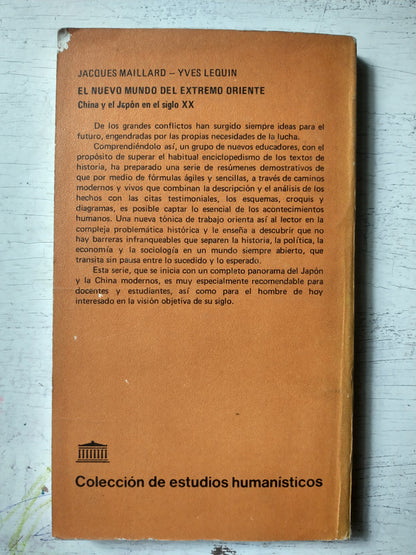 JACQUES MAILLARD – YVES LEQUIN
EL NUEVO MUNDO DEL EXTREMO ORIENTE
China y el Japón en el siglo XX
De los grandes conflictos han surgido siempre ideas para el
futuro, engendradas por las propias necesidades de la lucha.
Comprendiéndolo así, un grupo de nuevos educadores, con el
propósito de superar el habitual enciclopedismo de los textos de
historia, ha preparado una serie de resúmenes demostrativos de
que por medio de fórmulas ágiles y sencillas, a través de caminos
modernos y vivos que combinan la descripción y el análisis de los
hechos con las citas testimoniales, los esquemas, croquis y
diagramas, es posible captar lo esencial de los acontecimientos
humanos. Una nueva tónica de trabajo orienta así al lector en la
compleja problemática histórica y le enseña a descubrir que no
hay barreras infranqueables que separen la historia, la política, la
economía y la sociología en un mundo siempre abierto, que
transita sin pausa entre lo sucedido y lo esperado.
Esta serie, que se inicia con un completo panorama del Japón
y la China modernos, es muy especialmente recomendable para
docentes y estudiantes, así como para el hombre de hoy
interesado en la visión objetiva de su siglo.
Colección de estudios humanísticos